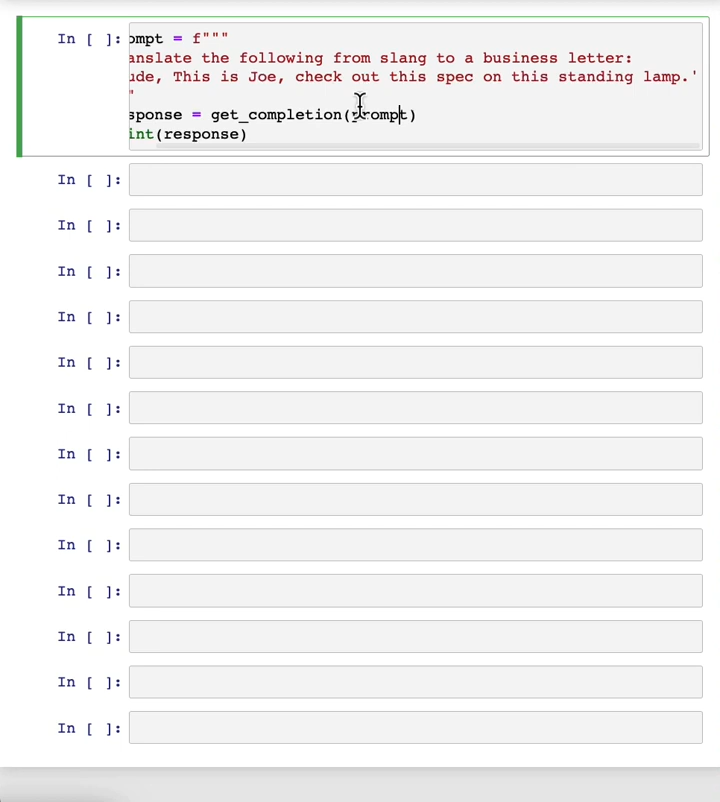 In [ ]: ompt = f"""
anslate the following from slang to a business letter:
ude, This is Joe, check out this spec on this standing lamp.'
"
sponse = get_completion(prompt)
int(response)
In [ ]:
In [ ]:
In [ ]:
In [ ]:
In [ ]:
In [ ]:
In [ ]:
In [ ]:
In [ ]:
In [ ]:
In [ ]:
In [ ]:
In [ ]: